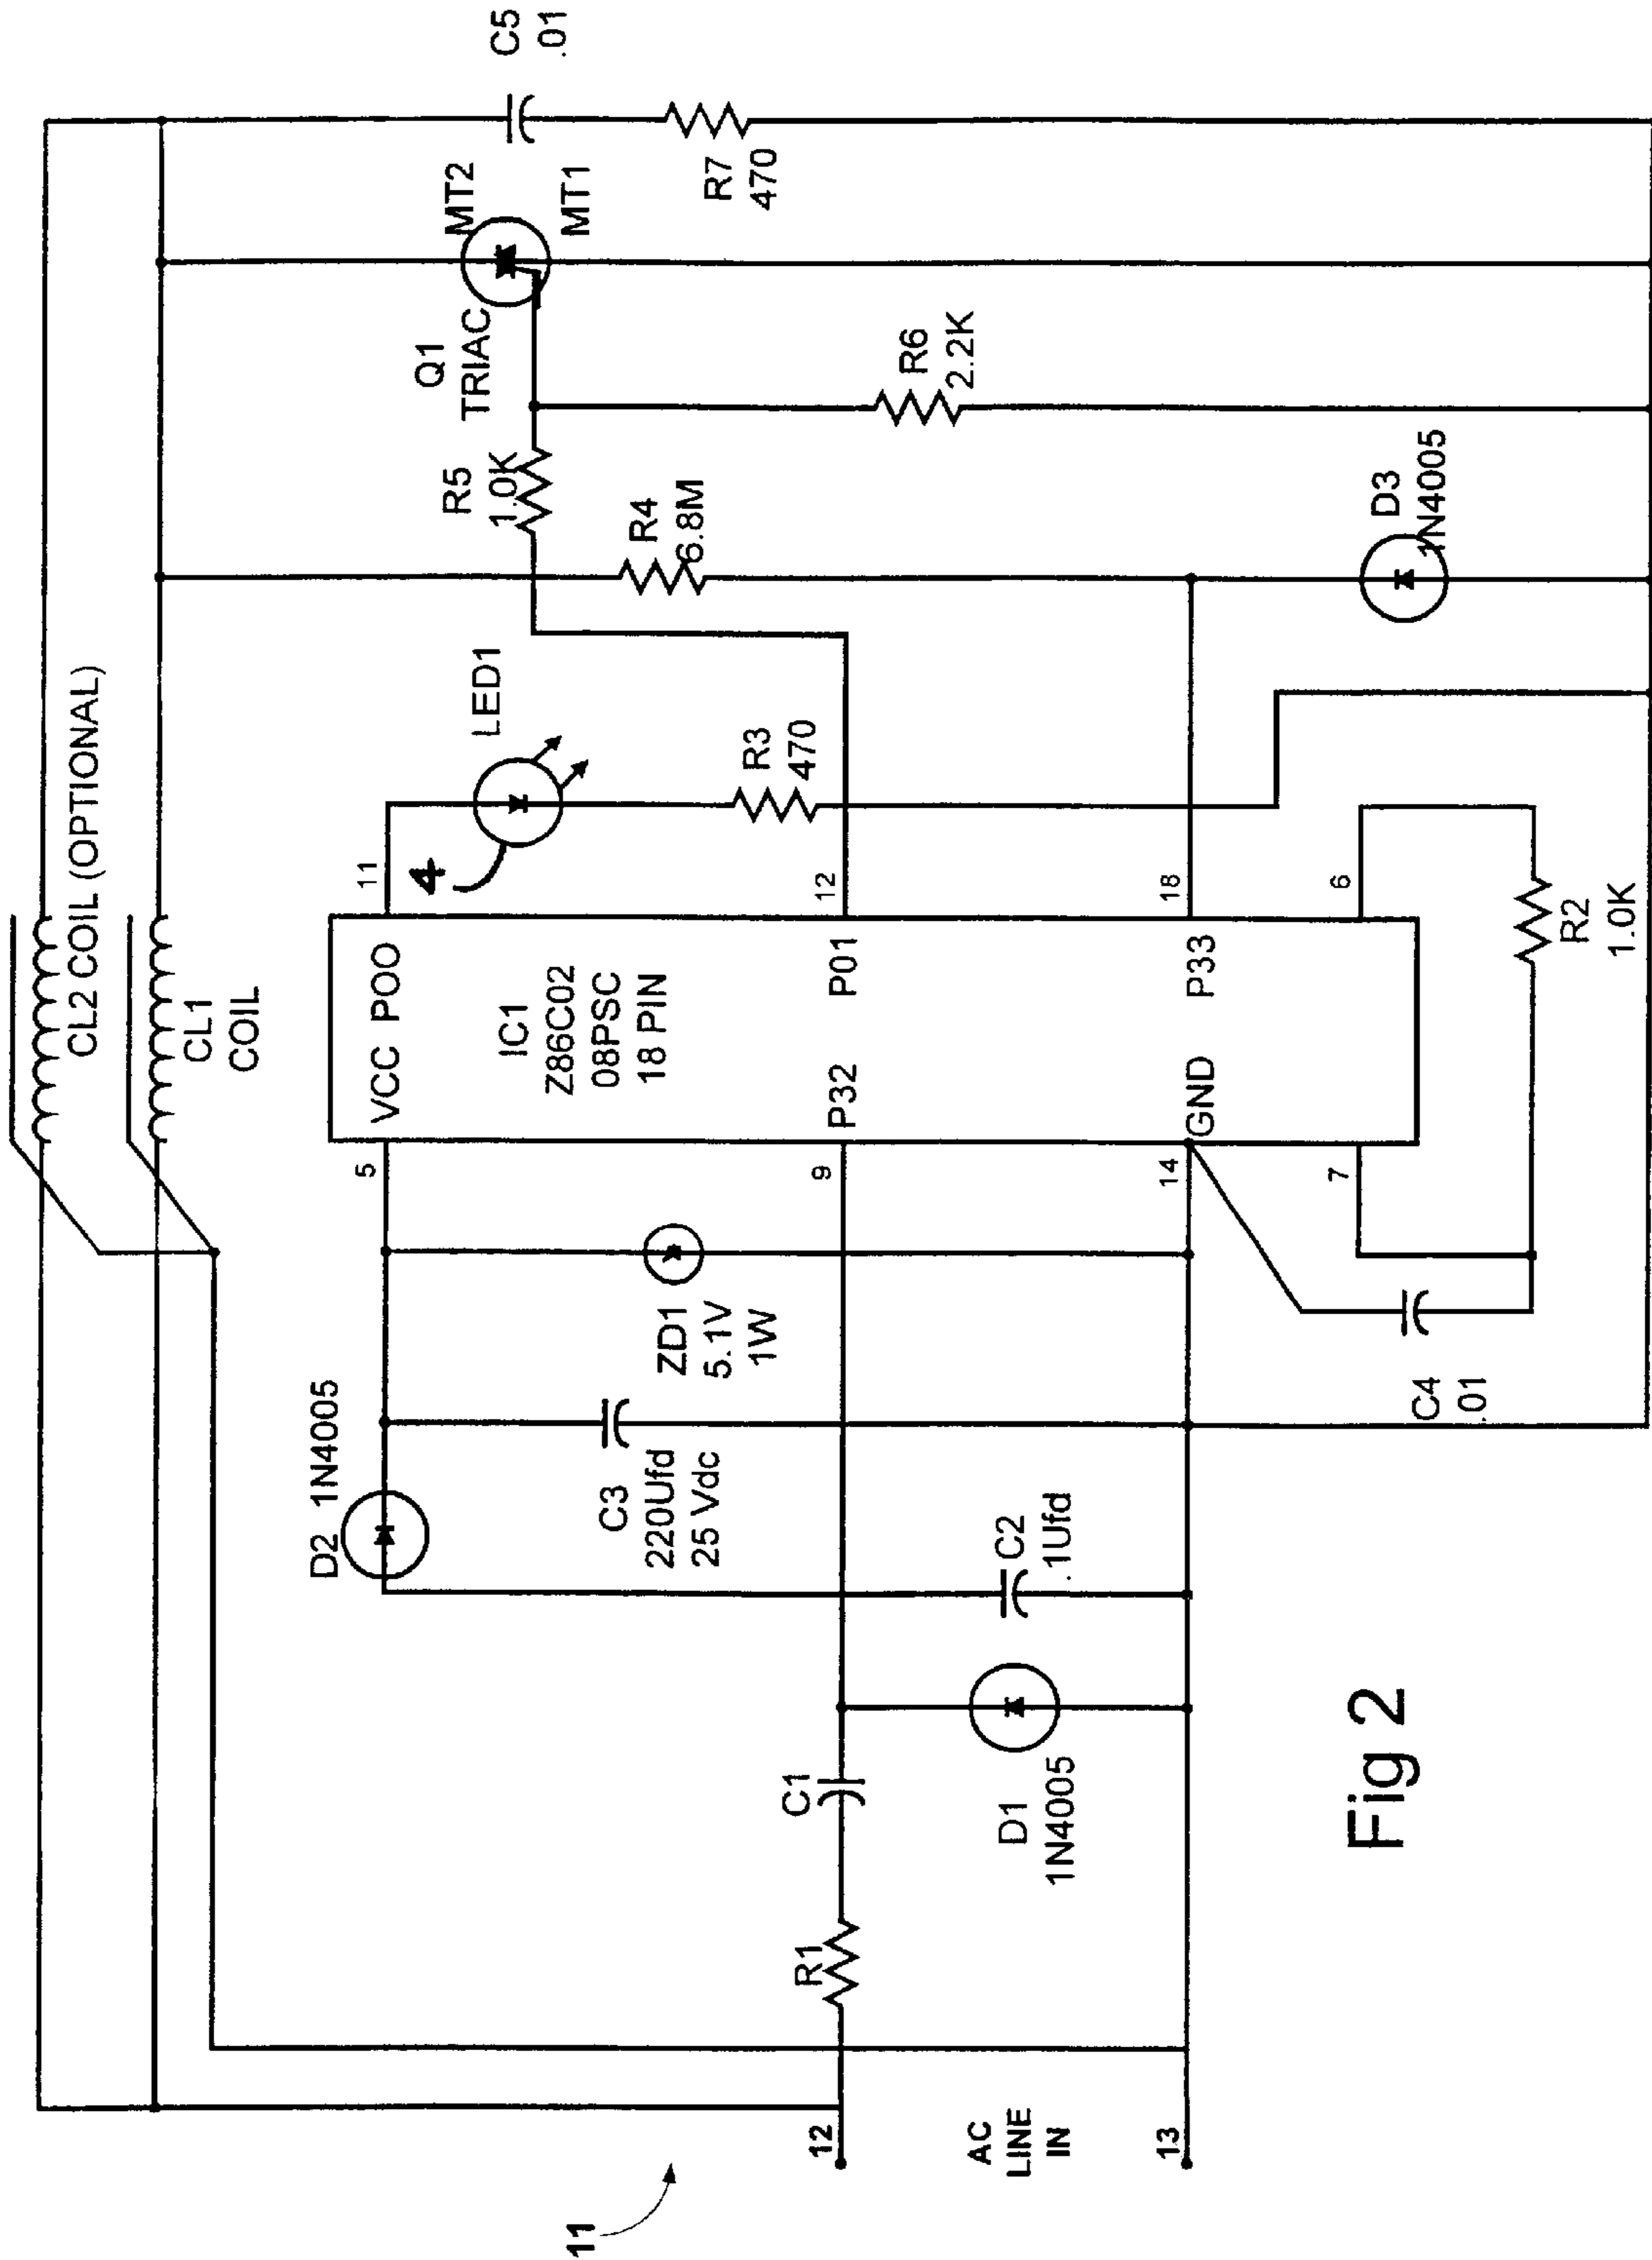 CL2 COIL (OPTIONAL)
CL1
COIL
C5
.01
MT2
MT1
Q1
TRIAC
R7
470
R5
1.0K
R6
2.2K
R4
6.8M
D3
1N4005
LED1
4
R3
470
11
12
18
6
VCC
POO
IC1
Z86C02
08PSC
18 PIN
P32
P01
GND
P33
5
9
14
7
R2
1.0K
ZD1
5.1V
1W
D2 1N4005
C3
220Ufd
25 Vdc
C2
.1Ufd
C4
.01
C1
D1
1N4005
R1
12
AC
LINE
IN
13
11
Fig 2